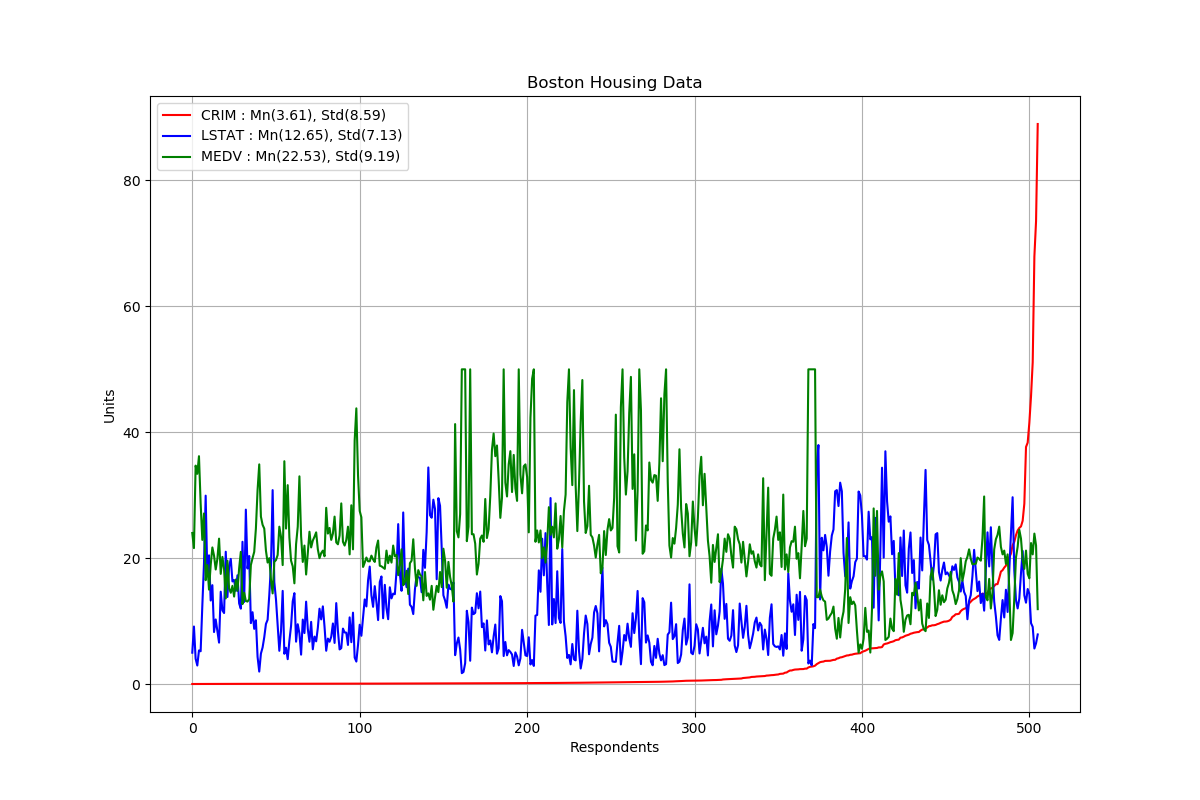 Boston Housing Data
CRIM : Mn(3.61), Std(8.59)
LSTAT : Mn(12.65), Std(7.13)
MEDV : Mn(22.53), Std(9.19)
80
60
40
20
0
Units
0 100 200 300 400 500
Respondents